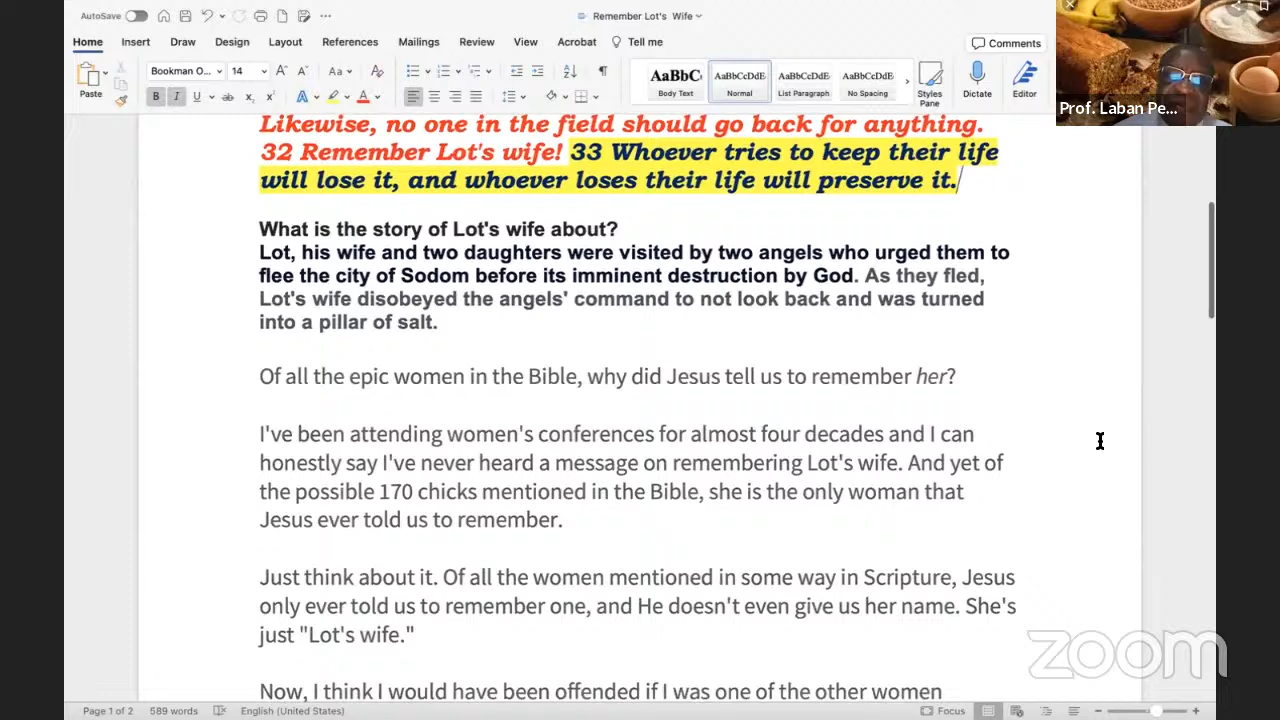 AutoSave
Remember Lot's Wife
Home Insert Draw Design Layout References Mailings Review View Acrobat Tell me
Comments
Paste
Bookman O... 14
Aa
AaBbC AaBbCcDdE AaBbCcDdE AaBbCcDdE
Body Text Normal List Paragraph No Spacing
Styles Pane
Dictate
Editor
Prof. Laban Pe...
Likewise, no one in the field should go back for anything.
32 Remember Lot's wife! 33 Whoever tries to keep their life
will lose it, and whoever loses their life will preserve it.
What is the story of Lot's wife about?
Lot, his wife and two daughters were visited by two angels who urged them to
flee the city of Sodom before its imminent destruction by God. As they fled,
Lot's wife disobeyed the angels' command to not look back and was turned
into a pillar of salt.
Of all the epic women in the Bible, why did Jesus tell us to remember her?
I've been attending women's conferences for almost four decades and I can
honestly say I've never heard a message on remembering Lot's wife. And yet of
the possible 170 chicks mentioned in the Bible, she is the only woman that
Jesus ever told us to remember.
Just think about it. Of all the women mentioned in some way in Scripture, Jesus
only ever told us to remember one, and He doesn't even give us her name. She's
just "Lot's wife."
Now, I think I would have been offended if I was one of the other women
zoom
Page 1 of 2 589 words English (United States) Focus